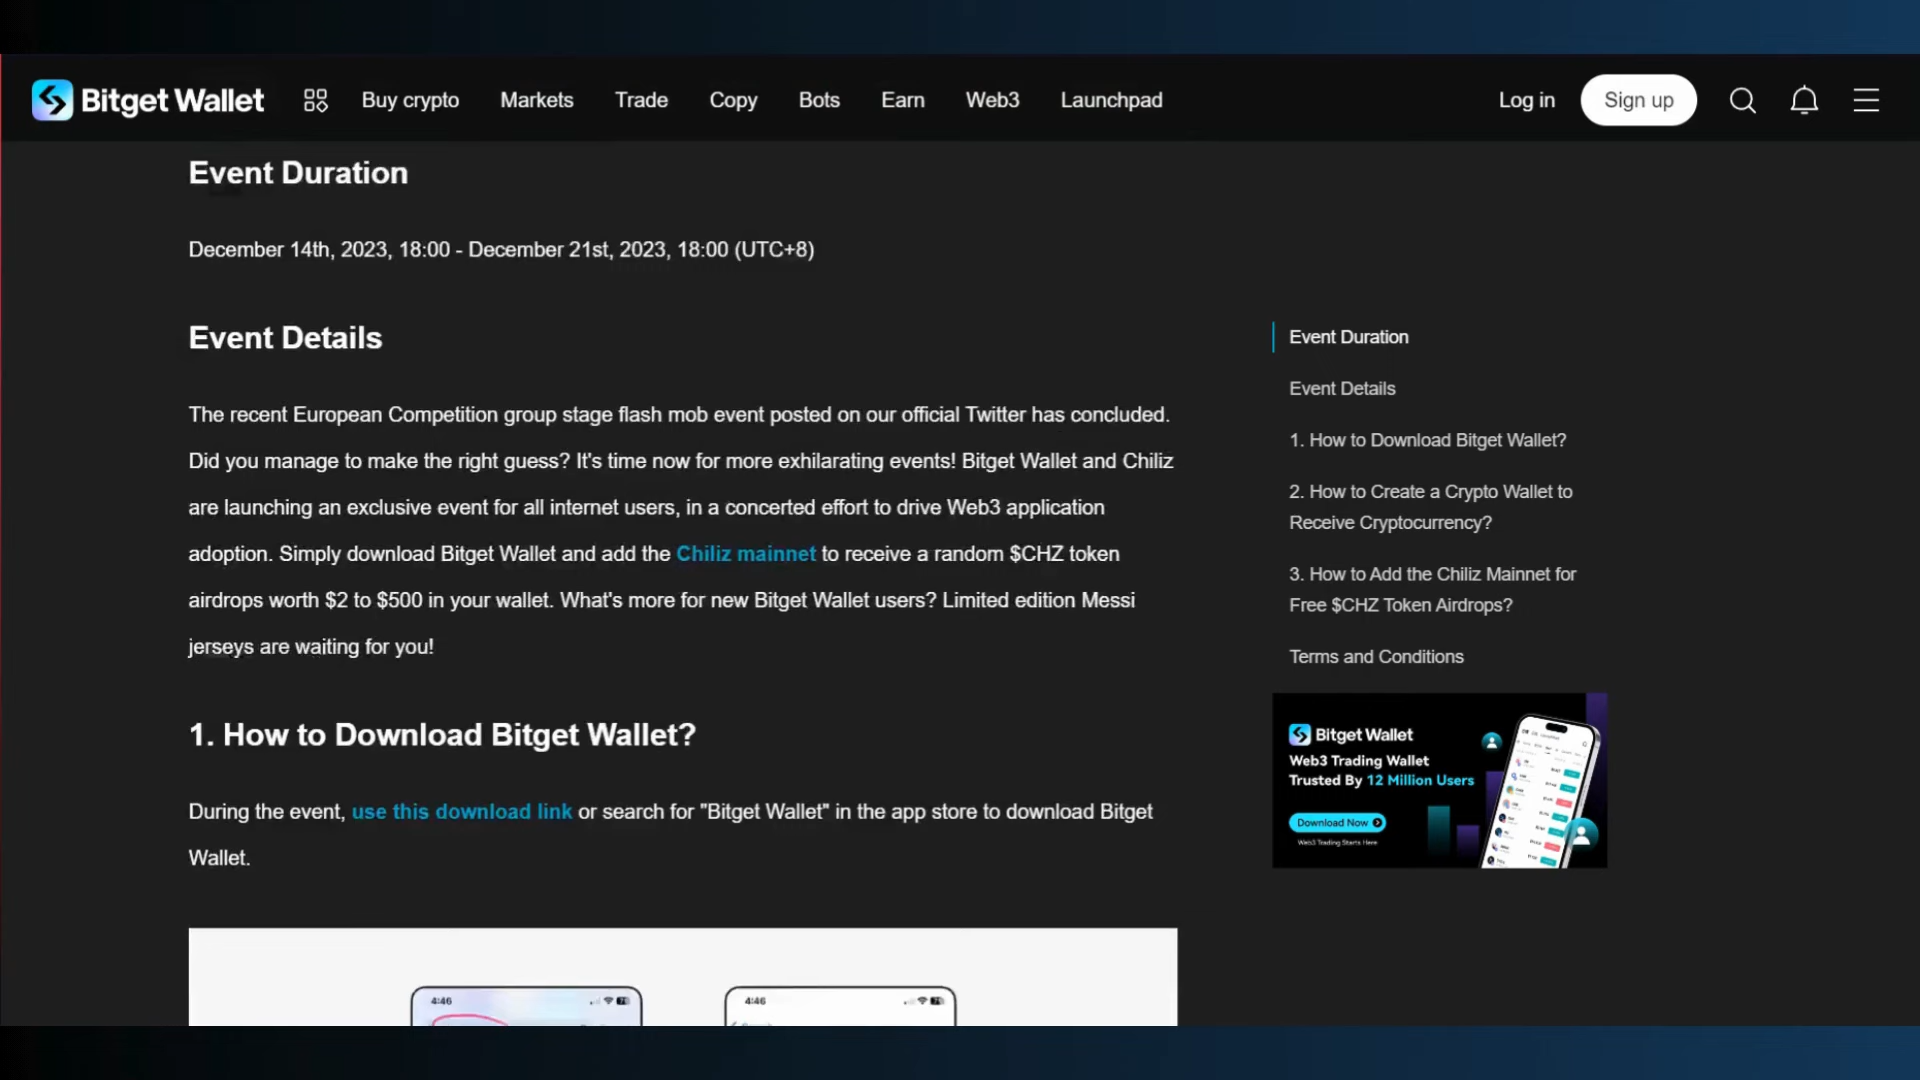 Bitget Wallet
Buy crypto
Markets
Trade
Copy
Bots
Earn
Web3
Launchpad
Log in
Sign up
Event Duration
December 14th, 2023, 18:00 - December 21st, 2023, 18:00 (UTC+8)
Event Details
The recent European Competition group stage flash mob event posted on our official Twitter has concluded.
Did you manage to make the right guess? It's time now for more exhilarating events! Bitget Wallet and Chiliz
are launching an exclusive event for all internet users, in a concerted effort to drive Web3 application
adoption. Simply download Bitget Wallet and add the Chiliz mainnet to receive a random $CHZ token
airdrops worth $2 to $500 in your wallet. What's more for new Bitget Wallet users? Limited edition Messi
jerseys are waiting for you!
1. How to Download Bitget Wallet?
During the event, use this download link or search for "Bitget Wallet" in the app store to download Bitget
Wallet.
4:46
4:46
Event Duration
Event Details
1. How to Download Bitget Wallet?
2. How to Create a Crypto Wallet to
Receive Cryptocurrency?
3. How to Add the Chiliz Mainnet for
Free $CHZ Token Airdrops?
Terms and Conditions
Bitget Wallet
Web3 Trading Wallet
Trusted By 12 Million Users
Download Now
Web3 Trading Starts Here